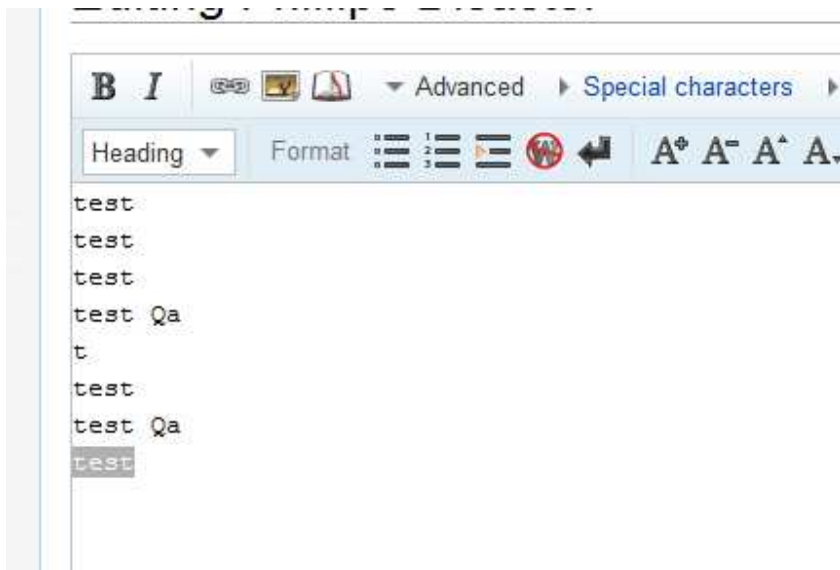 B I Advanced Special characters
Heading Format A A A A
test
test
test
test Qa
t
test
test Qa
test